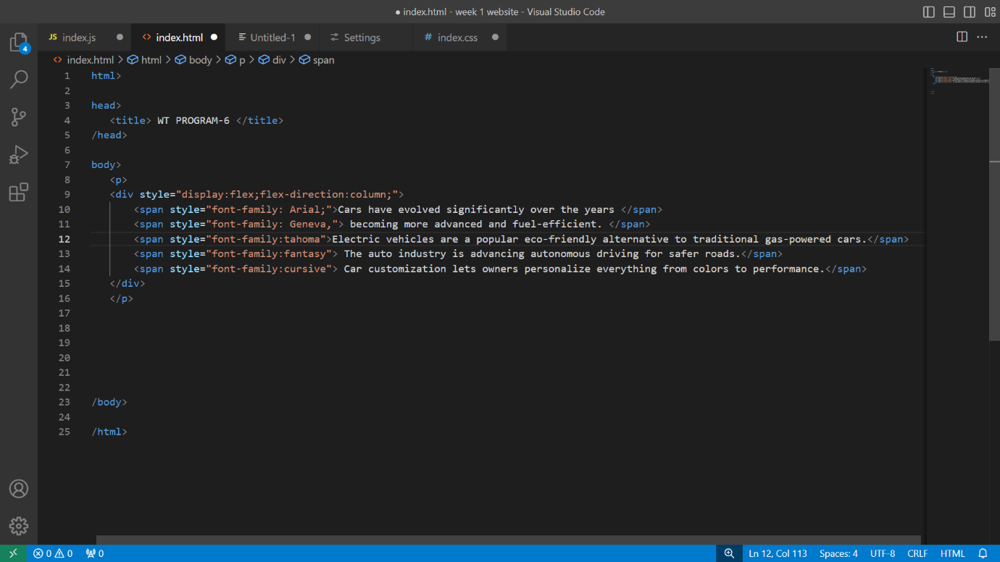 ● index.html - week 1 website - Visual Studio Code
4
JS index.js ● <> index.html ● Untitled-1 ● Settings # index.css ● ...
<> index.html > html > body > p > div > span
1 html>
2
3 head>
4 <title> WT PROGRAM-6 </title>
5 /head>
6
7 body>
8 <p>
9 <div style="display:flex;flex-direction:column;">
10 <span style="font-family: Arial;">Cars have evolved significantly over the years </span>
11 <span style="font-family: Geneva,"> becoming more advanced and fuel-efficient. </span>
12 <span style="font-family:tahoma">Electric vehicles are a popular eco-friendly alternative to traditional gas-powered cars.</span>
13 <span style="font-family:fantasy"> The auto industry is advancing autonomous driving for safer roads.</span>
14 <span style="font-family:cursive"> Car customization lets owners personalize everything from colors to performance.</span>
15 </div>
16 </p>
17
18
19
20
21
22
23 /body>
24
25 /html>
0 0 0 Ln 12, Col 113 Spaces: 4 UTF-8 CRLF HTML